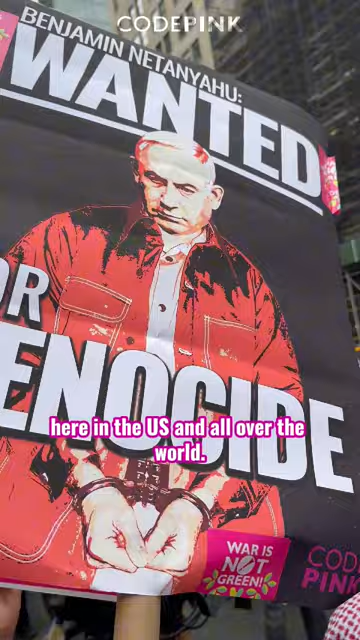 CODEPINK
BENJAMIN NETANYAHU:
WANTED
OR
ENOCIDE
here in the US and all over the
world.
WAR IS
NOT
GREEN!
CODE
PINK